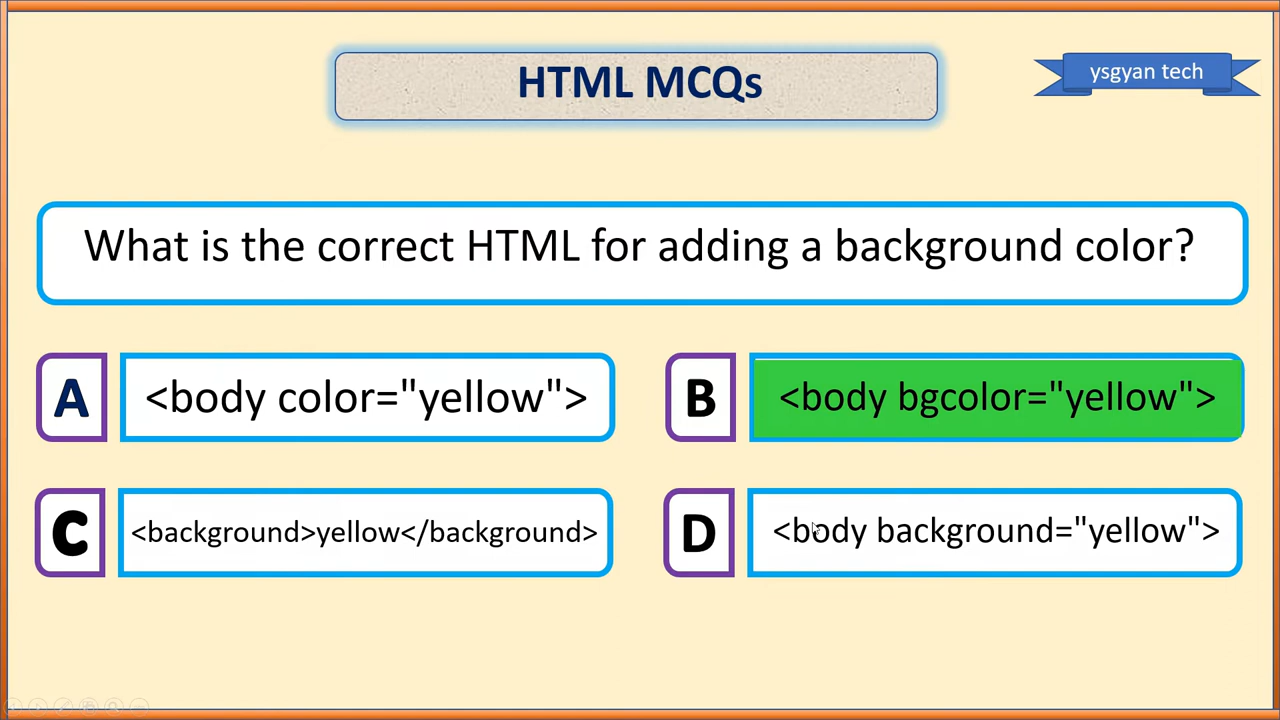 HTML MCQs
ysgyan tech
What is the correct HTML for adding a background color?
A
<body color="yellow">
B
<body bgcolor="yellow">
C
<background>yellow</background>
D
<body background="yellow">